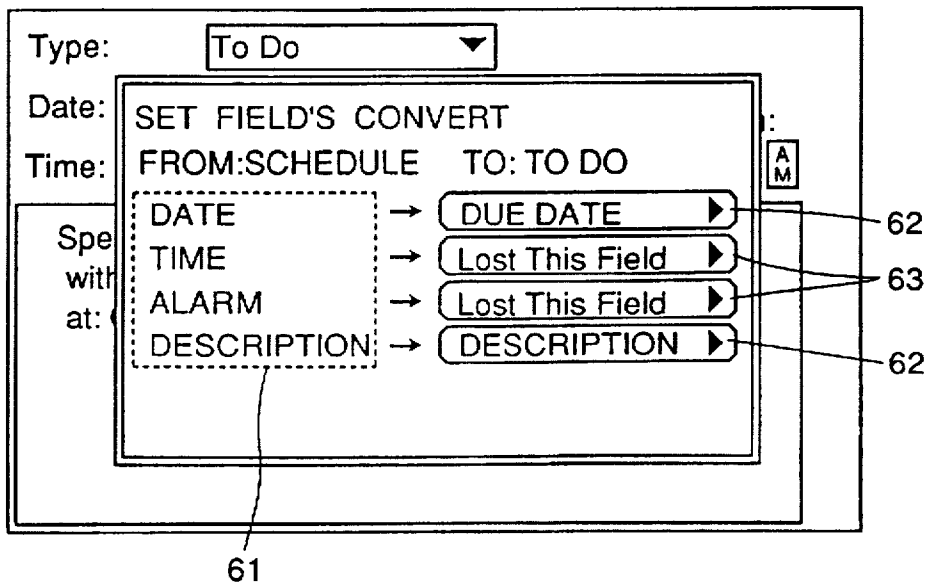 Type: To Do
Date:
SET FIELD'S CONVERT
Time: FROM:SCHEDULE TO: TO DO AM
DATE → DUE DATE 62
Spe
TIME → Lost This Field 63
with
ALARM → Lost This Field
at:
DESCRIPTION → DESCRIPTION 62
61